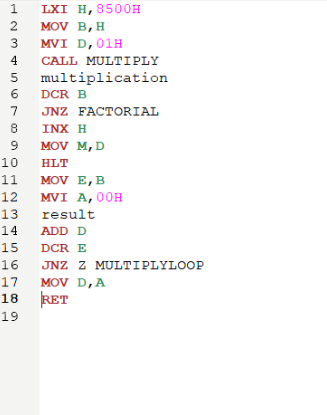 1 LXI H,8500H
2 MOV B,H
3 MVI D,01H
4 CALL MULTIPLY
5 multiplication
6 DCR B
7 JNZ FACTORIAL
8 INX H
9 MOV M,D
10 HLT
11 MOV E,B
12 MVI A,00H
13 result
14 ADD D
15 DCR E
16 JNZ Z MULTIPLYLOOP
17 MOV D,A
18 RET
19